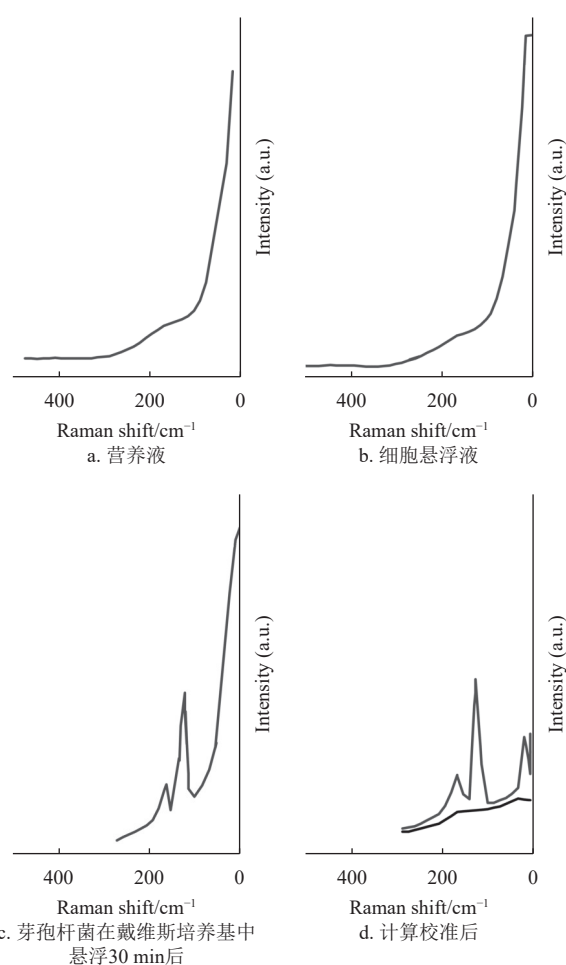 Intensity (a.u.)
400 200 0
Raman shift/cm⁻¹
a. 营养液
Intensity (a.u.)
400 200 0
Raman shift/cm⁻¹
b. 细胞悬浮液
Intensity (a.u.)
400 200 0
Raman shift/cm⁻¹
c. 芽孢杆菌在戴维斯培养基中
悬浮30 min后
Intensity (a.u.)
400 200 0
Raman shift/cm⁻¹
d. 计算校准后